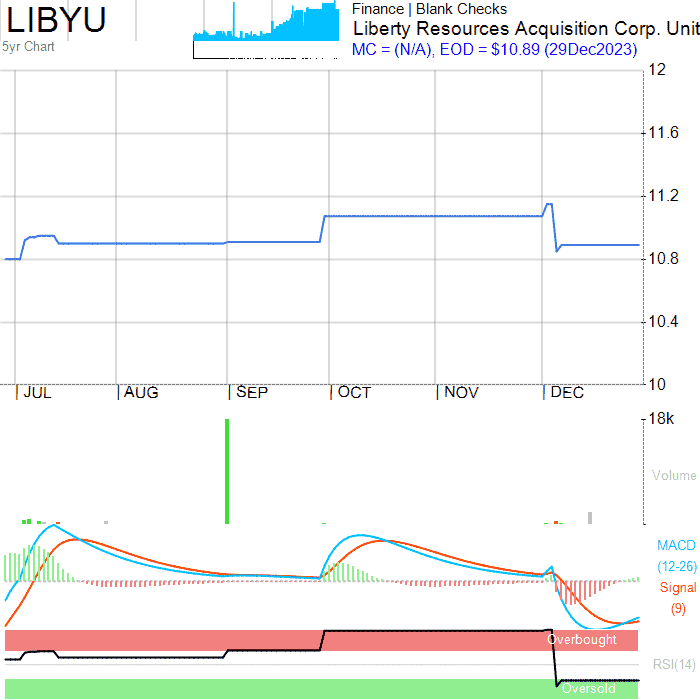 LIBYU
5yr Chart
Finance | Blank Checks
Liberty Resources Acquisition Corp. Unit
MC = (N/A), EOD = $10.89 (29Dec2023)
12
11.6
11.2
10.8
10.4
10
JUL AUG SEP OCT NOV DEC
18k
Volume
MACD
(12-26)
Signal
(9)
Overbought
RSI(14)
Oversold